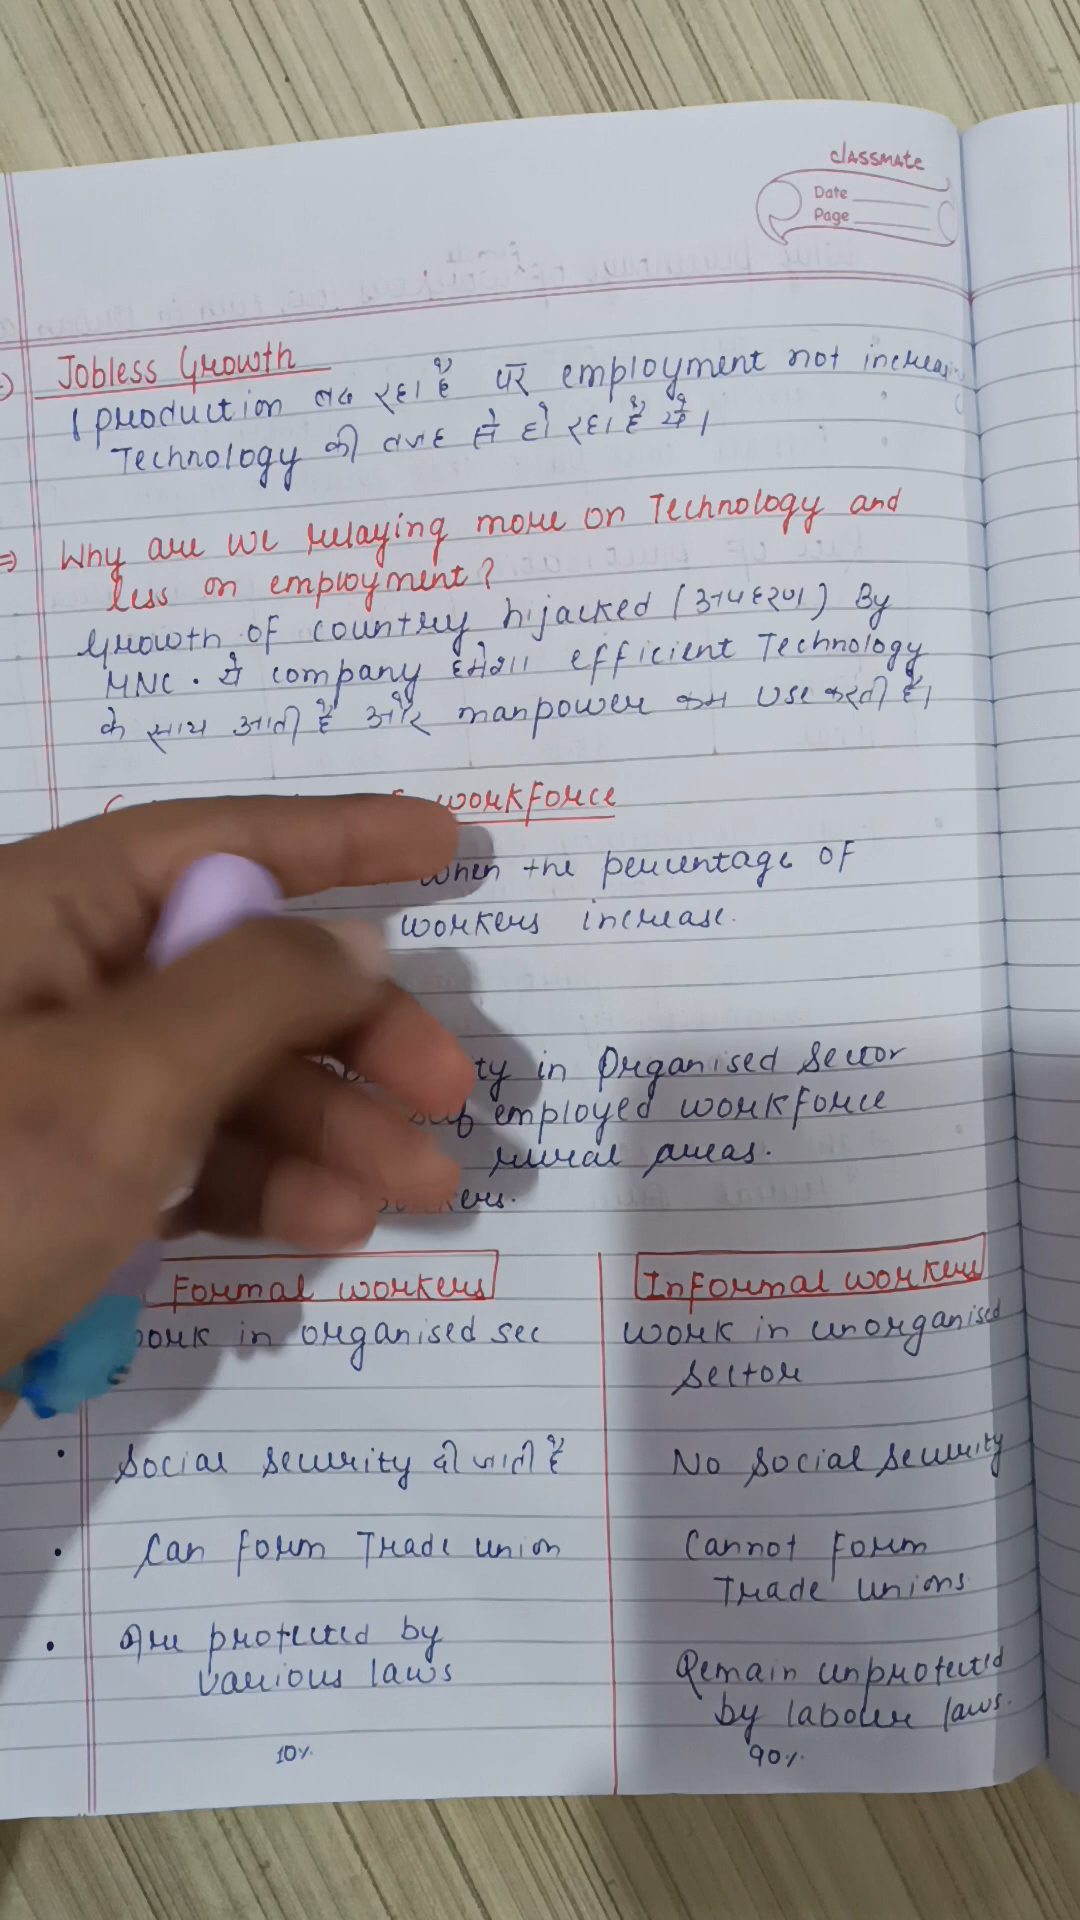 classmate
Date
Page
Jobless Growth
production बढ़ रहा है पर employment not increasing
Technology की वजह से हो रहा है ये।
Why are we relaying more on Technology and
less on employment?
Growth of country hijacked (अपहरण) By
MNC. ये company हमेशा efficient Technology
के साथ आती है और manpower कम use करती है।
workforce
when the percentage of
workers increase.
in Organised sector
employed workforce
rural areas.
Formal workers
Informal workers
work in organised sec
work in unorganised
sector
• Social security दी जाती है
No social security
• Can form Trade union
Cannot form
Trade unions
• Are protected by
various laws
Remain unprotected
by labour laws.
10%
90%